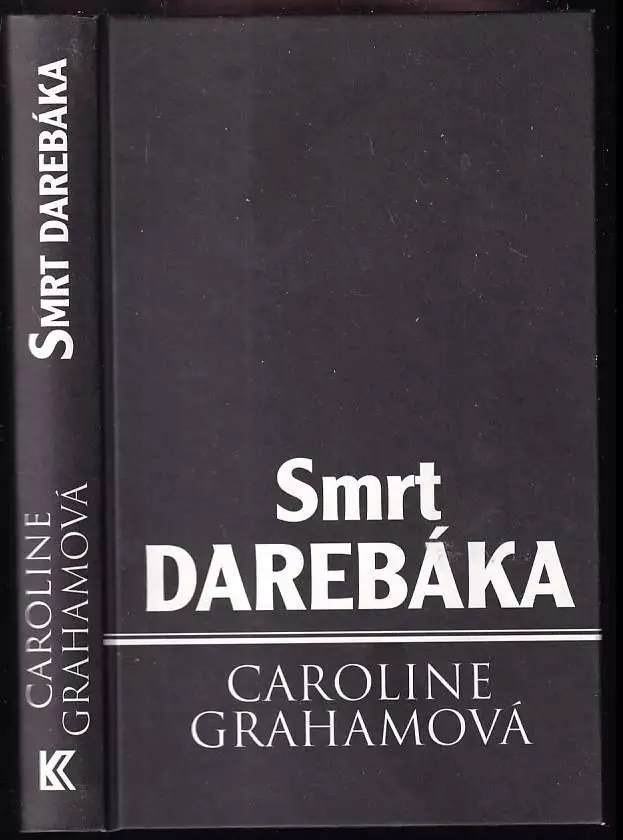 SMRT DAREBÁKA
CAROLINE
GRAHAMOVÁ
Smrt
DAREBÁKA
CAROLINE
GRAHAMOVÁ